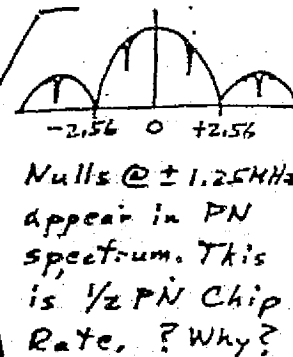 -2.56 0 +2.56
Nulls @ ± 1.25MHz
appear in PN
spectrum. This
is 1/2 PN Chip
Rate. ? Why?